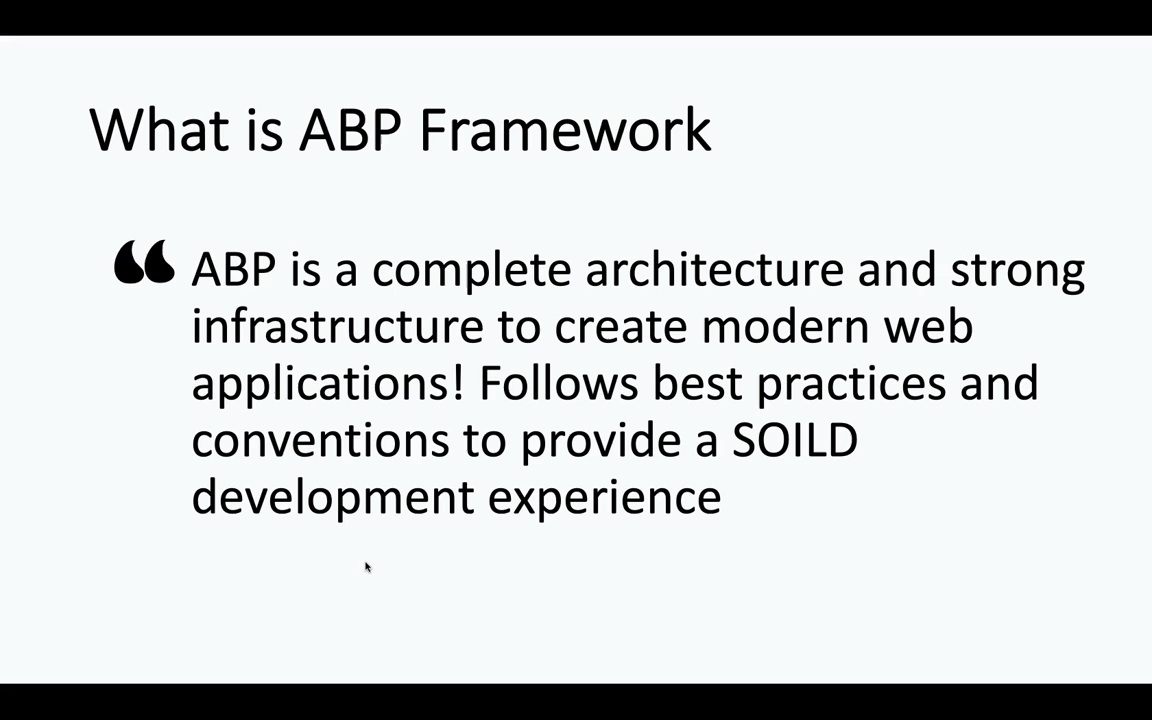 What is ABP Framework
“ ABP is a complete architecture and strong
infrastructure to create modern web
applications! Follows best practices and
conventions to provide a SOILD
development experience